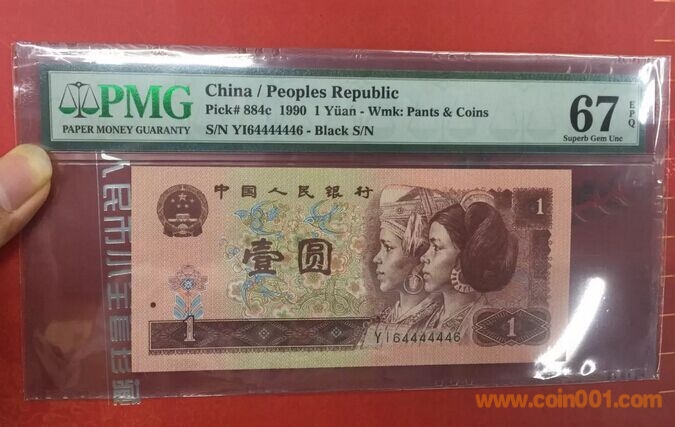 PMG
PAPER MONEY GUARANTY
China / Peoples Republic
Pick# 884c 1990 1 Yüan - Wmk: Pants & Coins
S/N YI64444446 - Black S/N
67 EPQ
Superb Gem Unc
中国人民银行
壹圆
1
1
1
YI64444446
www.coin001.com